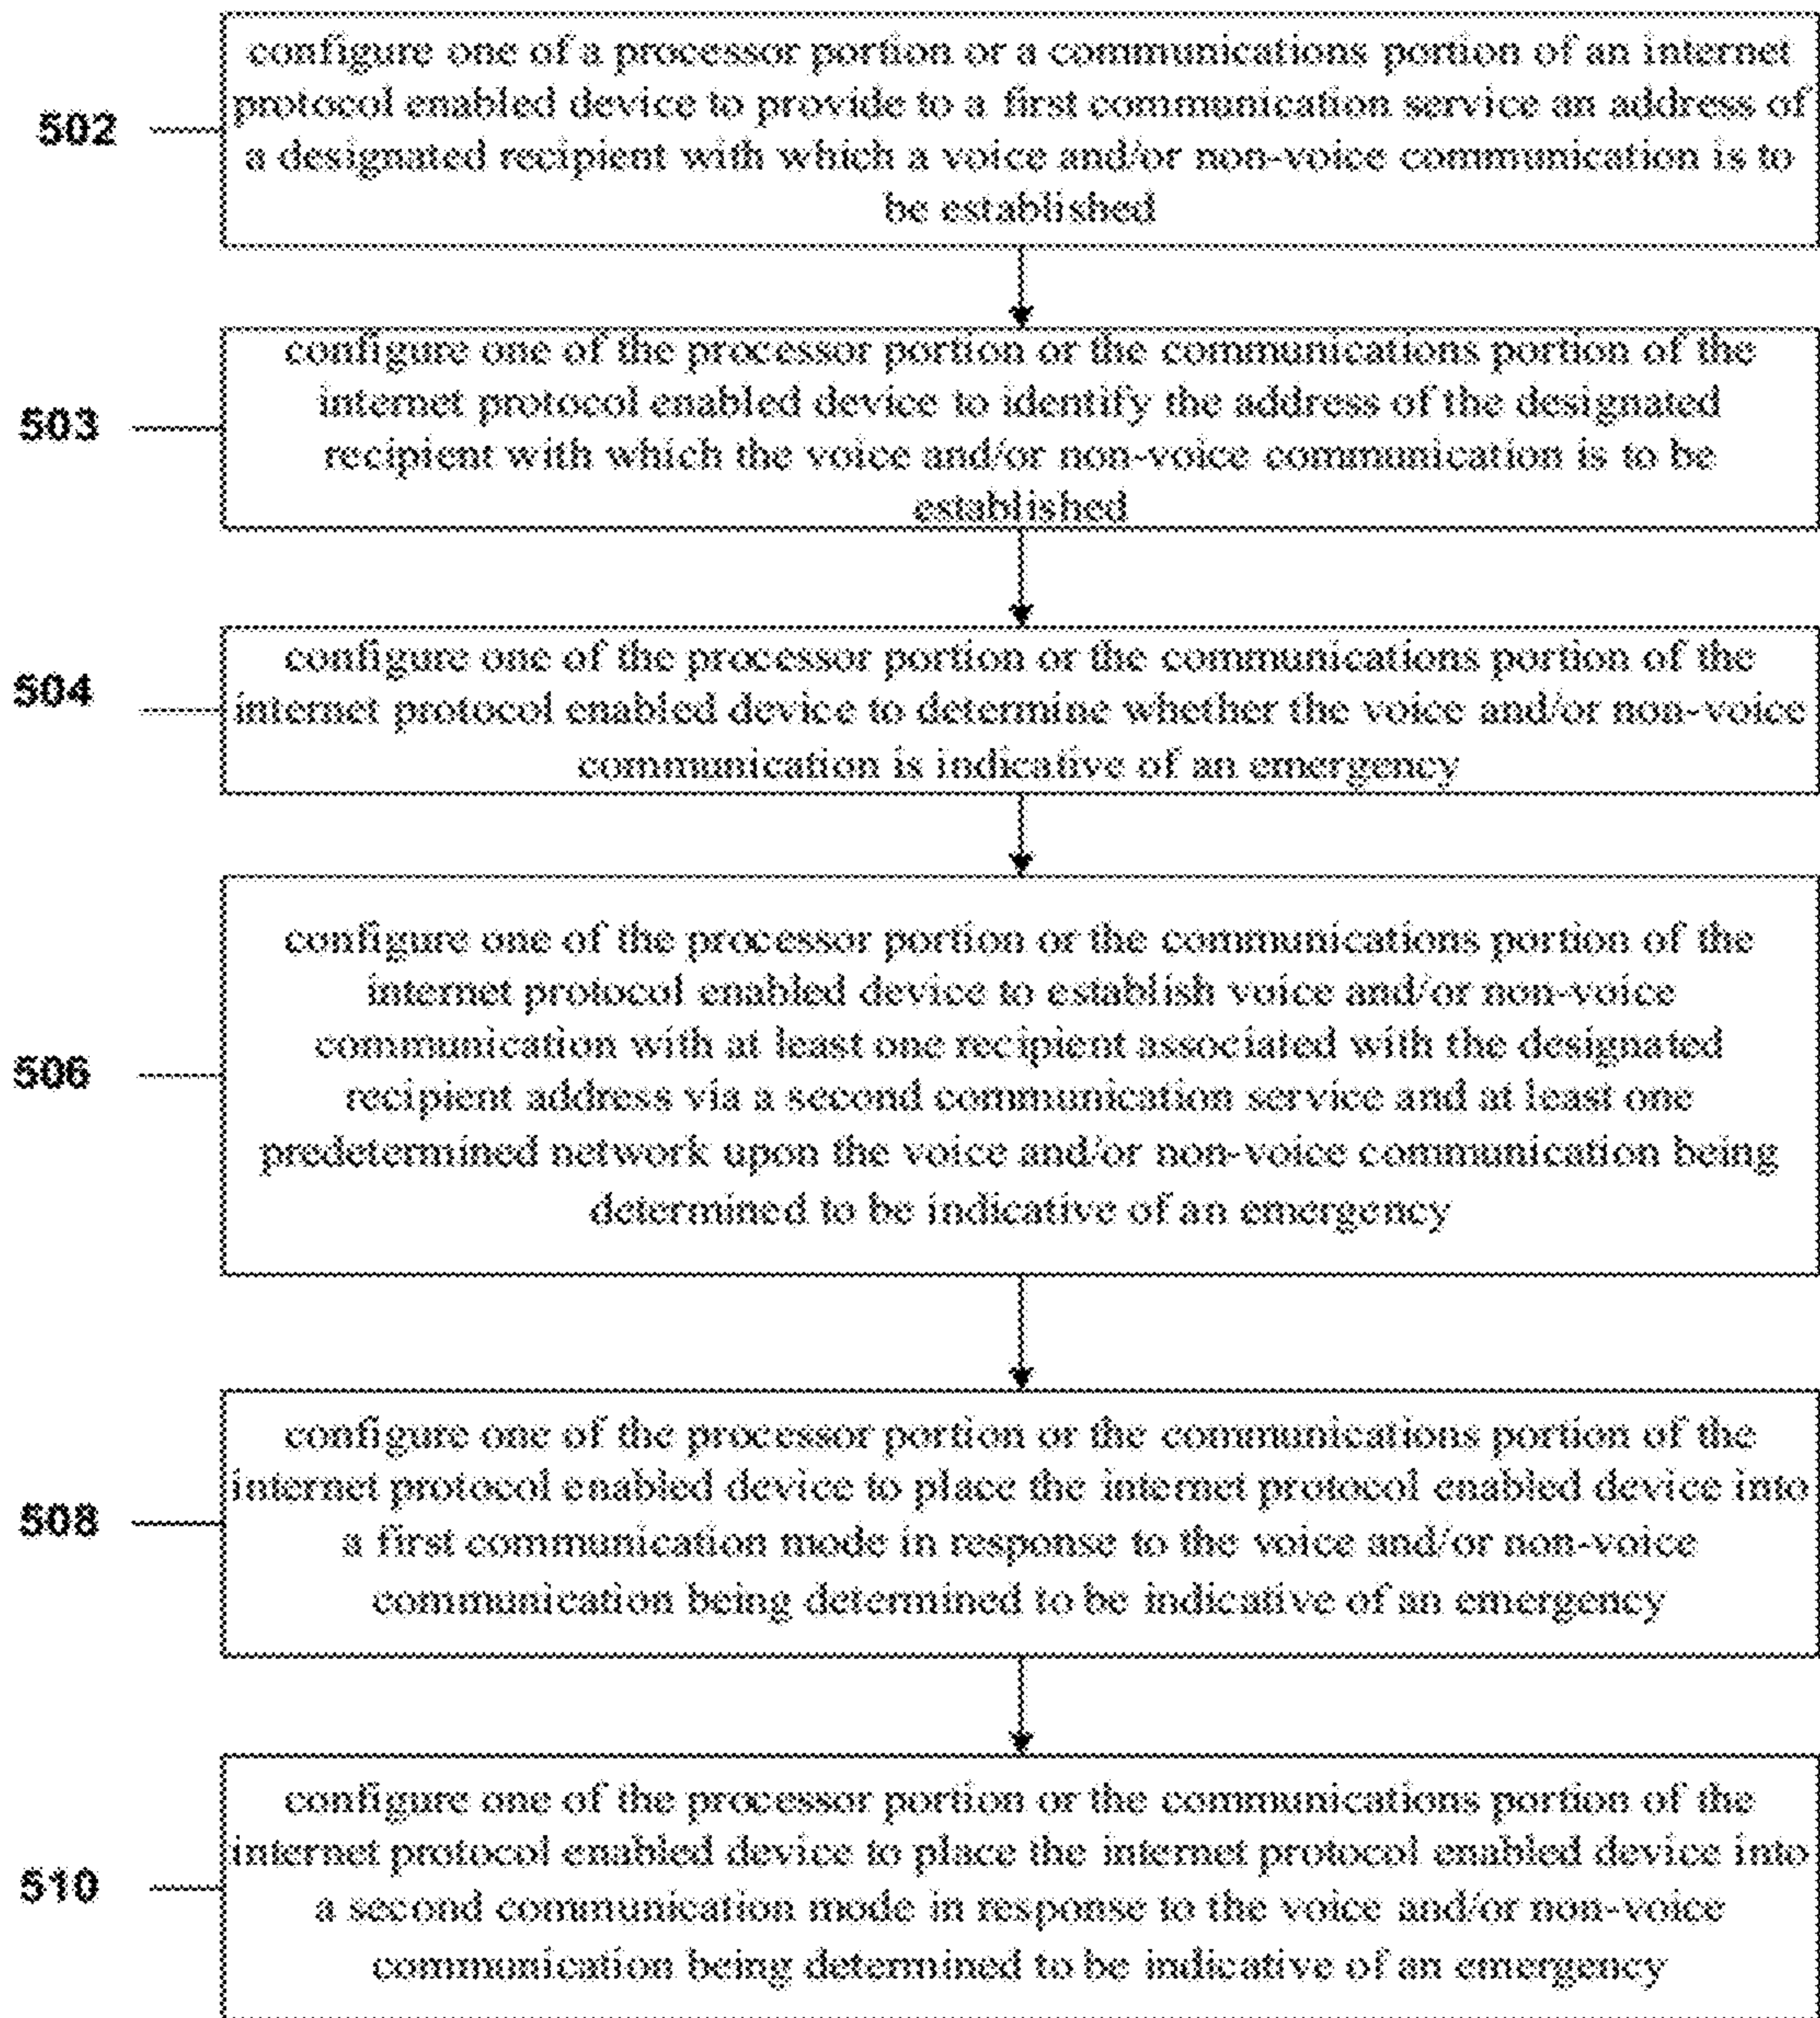 configure one of a processor portion or a communications portion of an internet
protocol enabled device to provide to a first communication service an address of
502
a designated recipient with which a voice and/or non-voice communication is to
be established
configure one of the processor portion or the communications portion of the
internet protocol enabled device to identify the address of the designated
503
recipient with which the voice and/or non-voice communication is to be
established
configure one of the processor portion or the communications portion of the
504
internet protocol enabled device to determine whether the voice and/or non-voice
communication is indicative of an emergency
configure one of the processor portion or the communications portion of the
internet protocol enabled device to establish voice and/or non-voice
communication with at least one recipient associated with the designated
506
recipient address via a second communication service and at least one
predetermined network upon the voice and/or non-voice communication being
determined to be indicative of an emergency
configure one of the processor portion or the communications portion of the
internet protocol enabled device to place the internet protocol enabled device into
508
a first communication mode in response to the voice and/or non-voice
communication being determined to be indicative of an emergency
configure one of the processor portion or the communications portion of the
internet protocol enabled device to place the internet protocol enabled device into
510
a second communication mode in response to the voice and/or non-voice
communication being determined to be indicative of an emergency